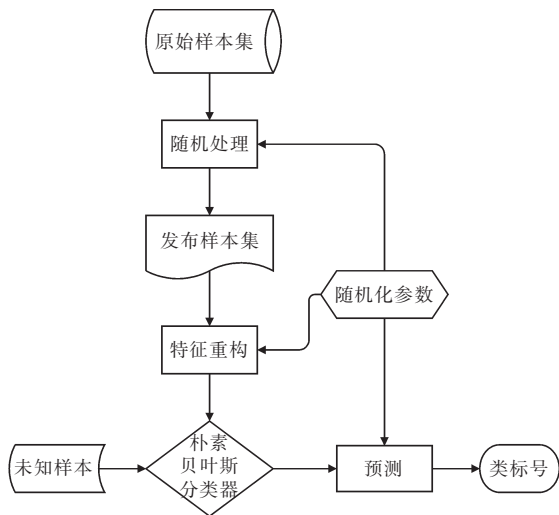 原始样本集
随机处理
发布样本集
随机化参数
特征重构
未知样本
朴素
贝叶斯
分类器
预测
类标号